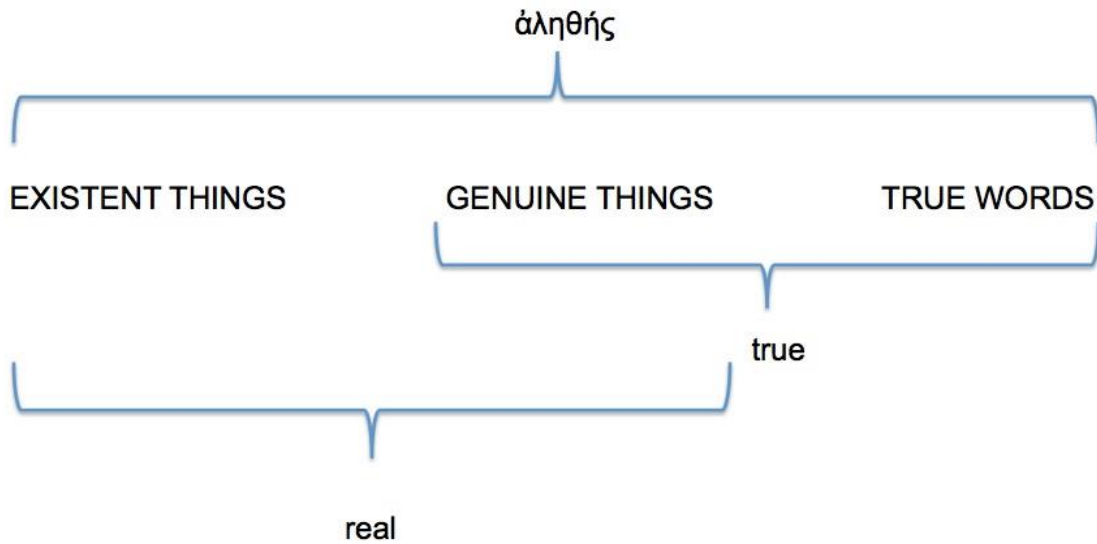 ἀληθής
EXISTENT THINGS GENUINE THINGS TRUE WORDS
true
real